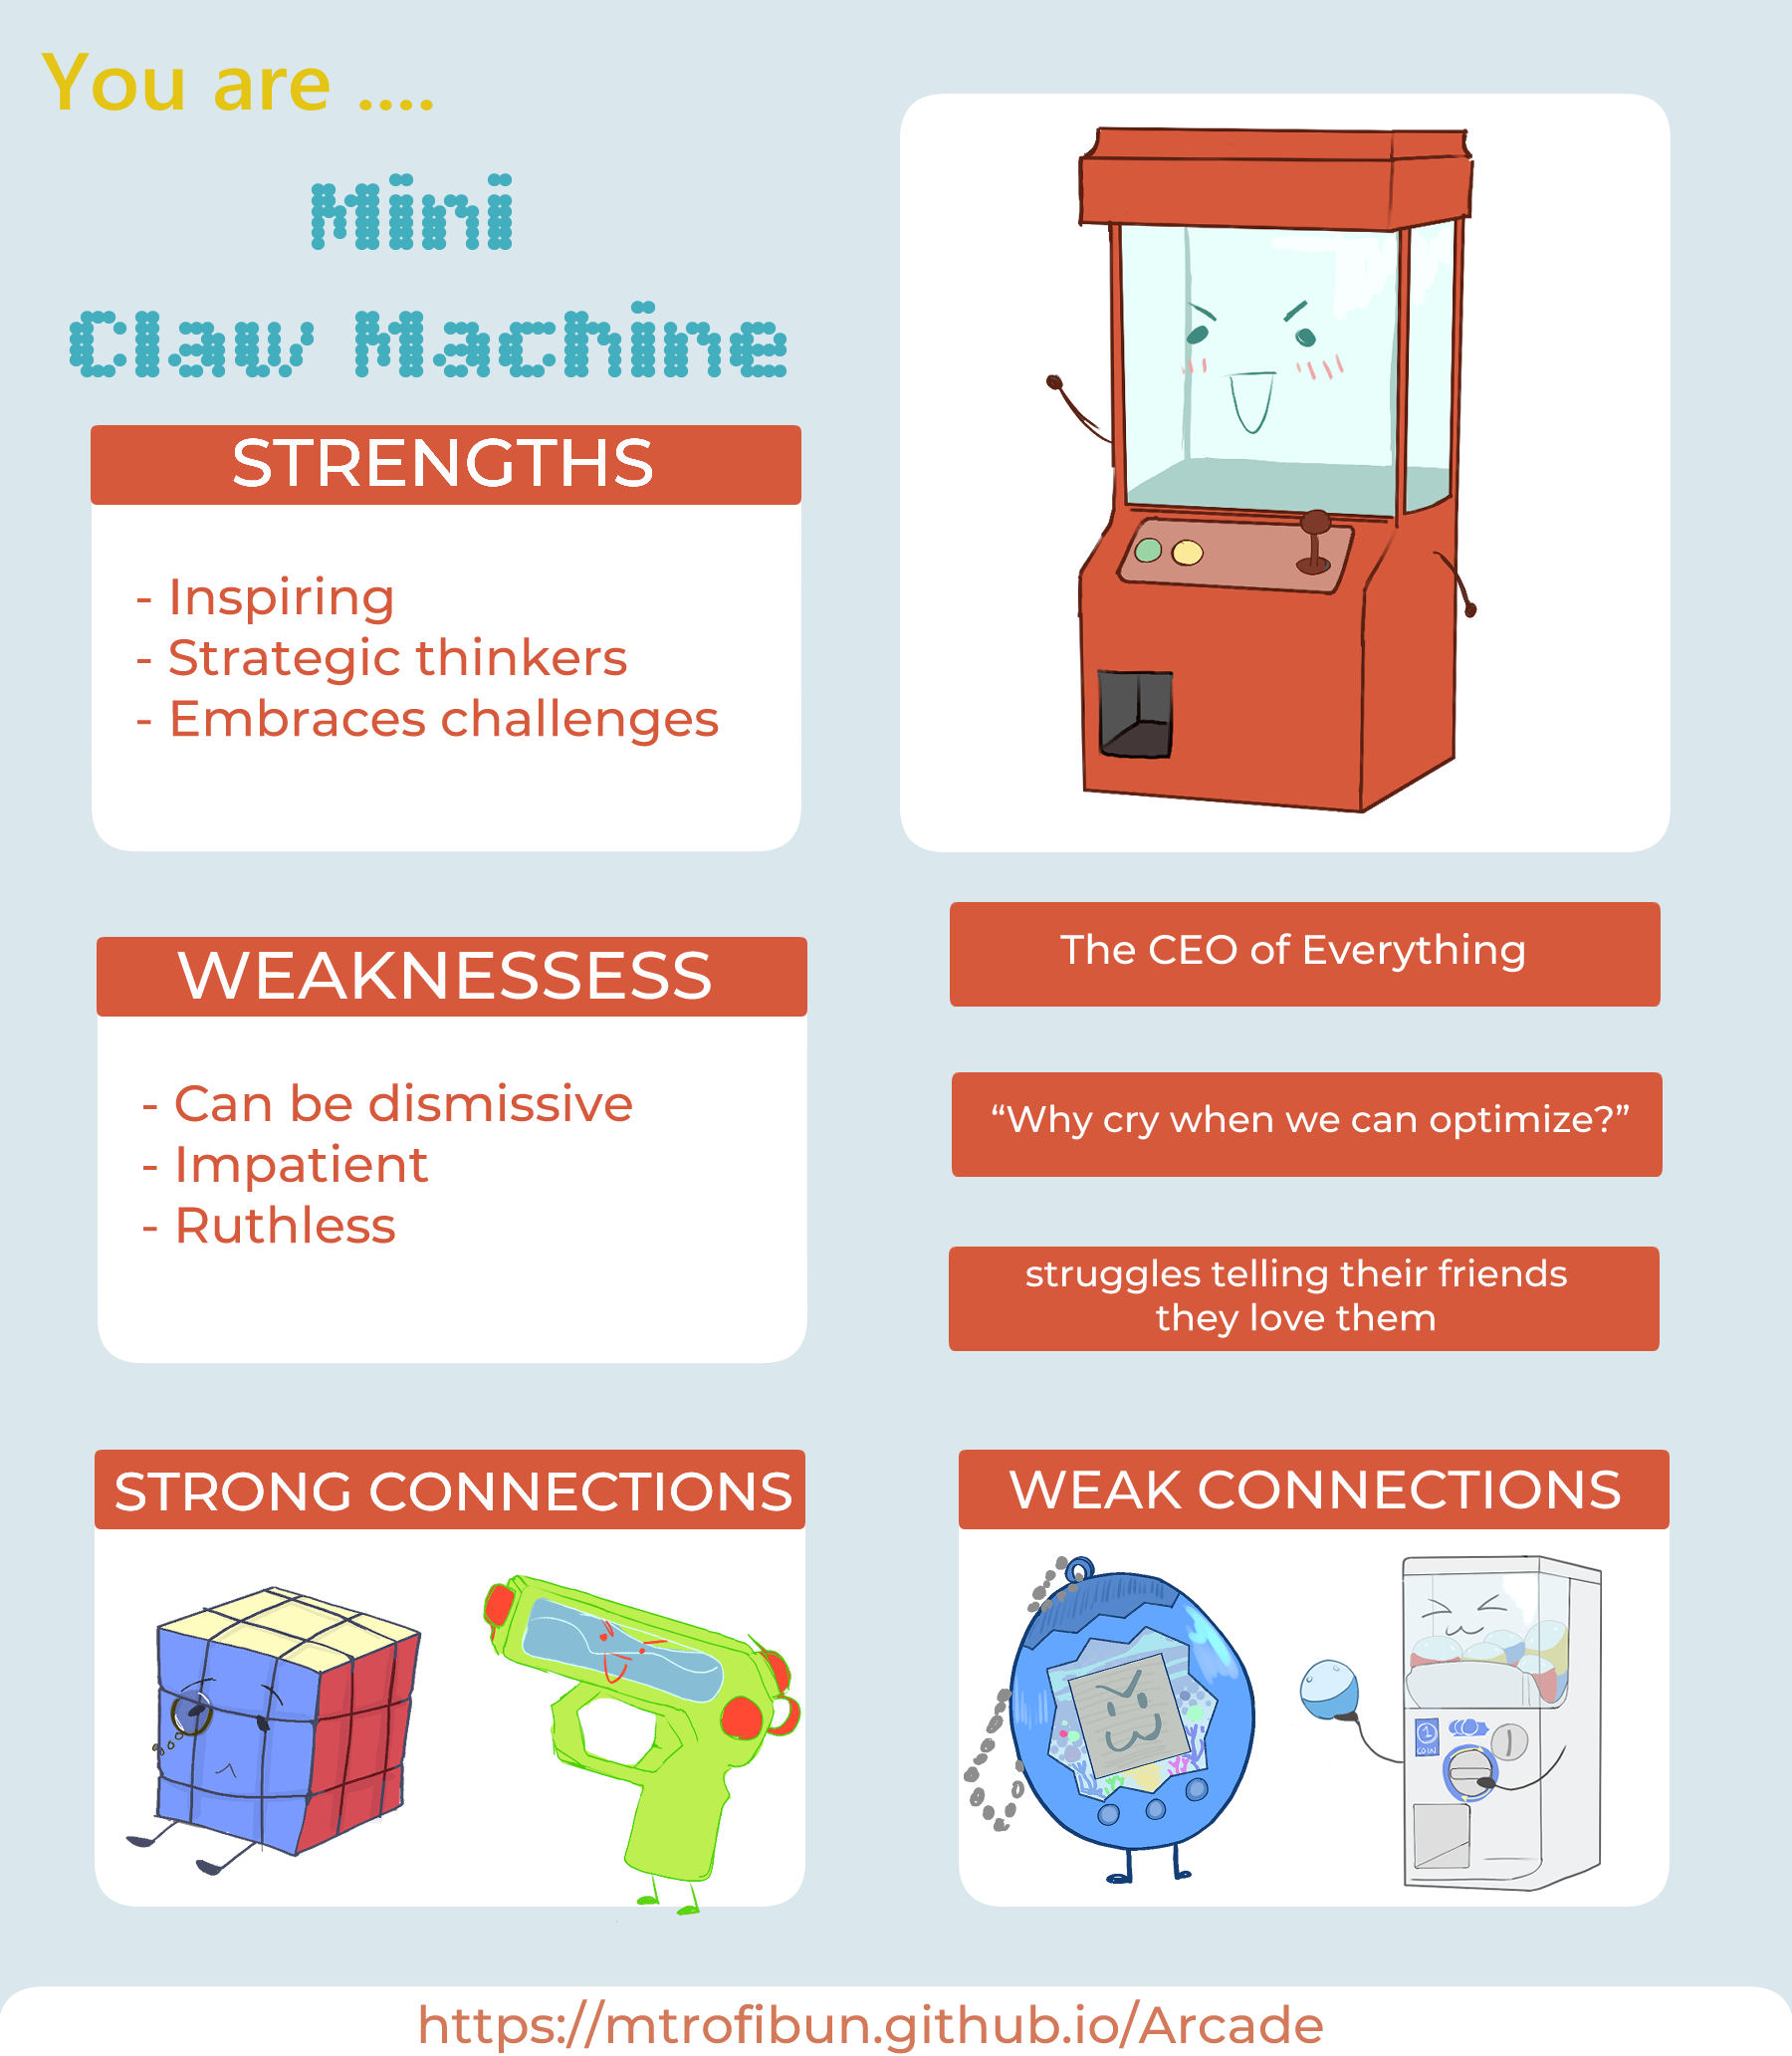 You are ....
Mini
Claw Machine
STRENGTHS
- Inspiring
- Strategic thinkers
- Embraces challenges
WEAKNESSESS
- Can be dismissive
- Impatient
- Ruthless
The CEO of Everything
“Why cry when we can optimize?”
struggles telling their friends
they love them
STRONG CONNECTIONS
WEAK CONNECTIONS
1
COIN
https://mtrofibun.github.io/Arcade